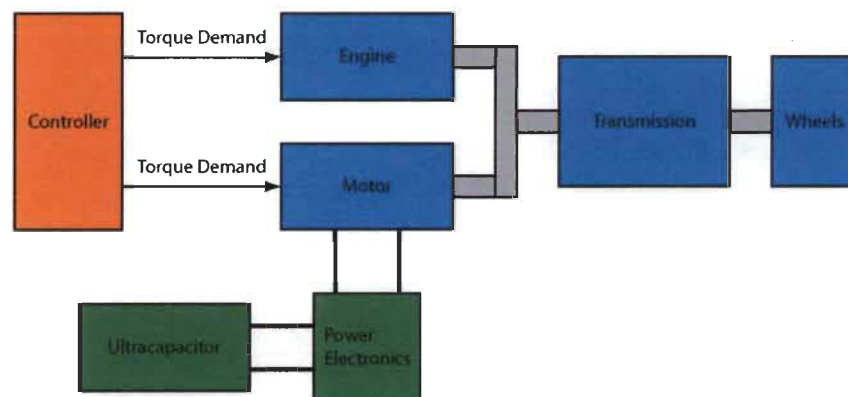 Torque Demand
Engine
Controller
Transmission
Wheels
Torque Demand
Motor
Ultracapacitor
Power
Electronics